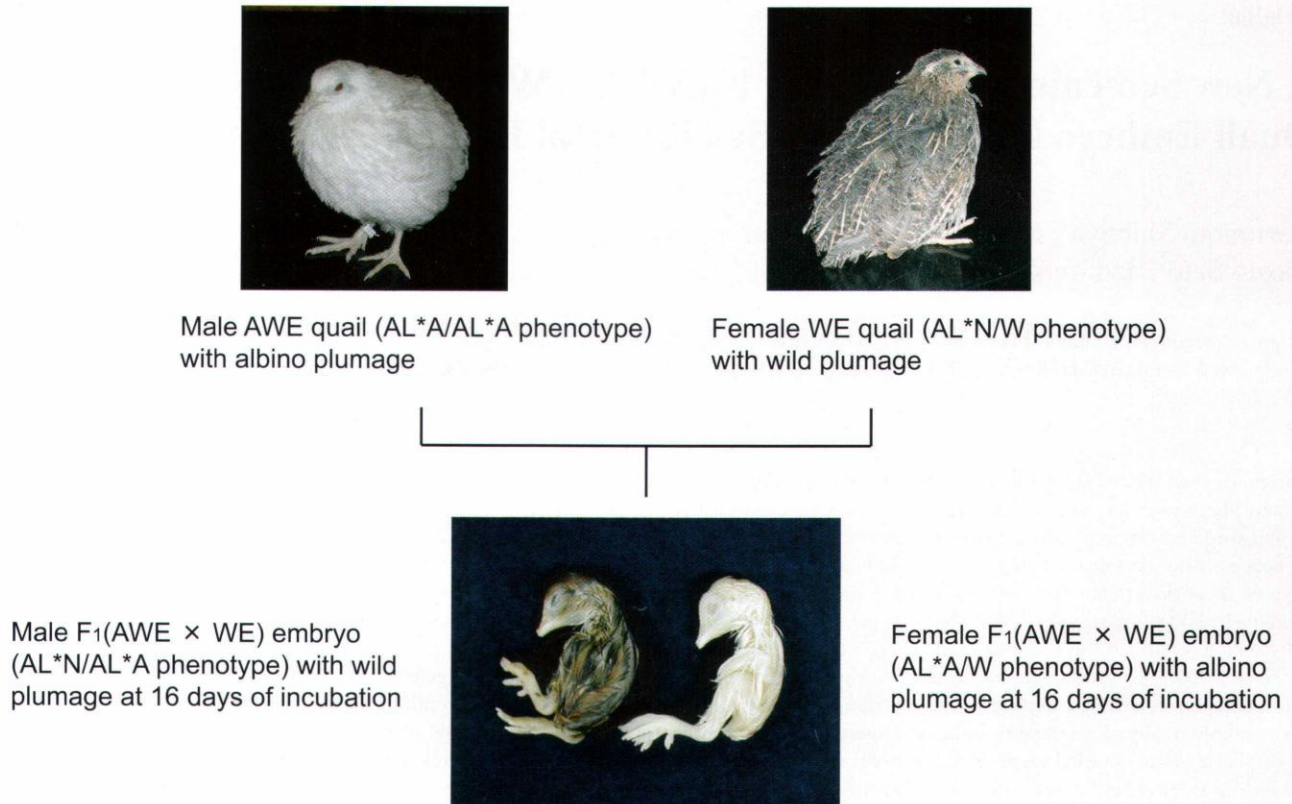 Male AWE quail (AL*A/AL*A phenotype)
with albino plumage
Female WE quail (AL*N/W phenotype)
with wild plumage
Male F₁(AWE × WE) embryo
(AL*N/AL*A phenotype) with wild
plumage at 16 days of incubation
Female F₁(AWE × WE) embryo
(AL*A/W phenotype) with albino
plumage at 16 days of incubation